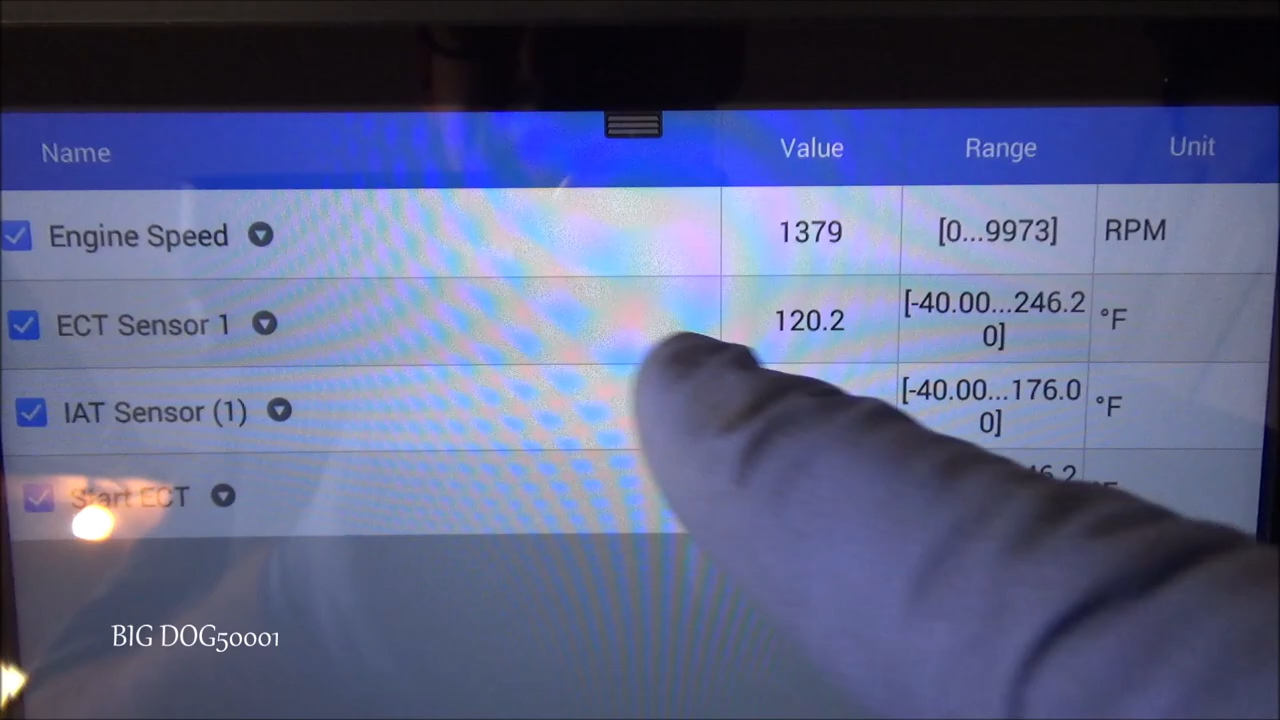 Name Value Range Unit
Engine Speed 1379 [0...9973] RPM
ECT Sensor 1 120.2 [-40.00...246.2
0] °F
IAT Sensor (1) [-40.00...176.0
0] °F
Start ECT
BIG DOG50001